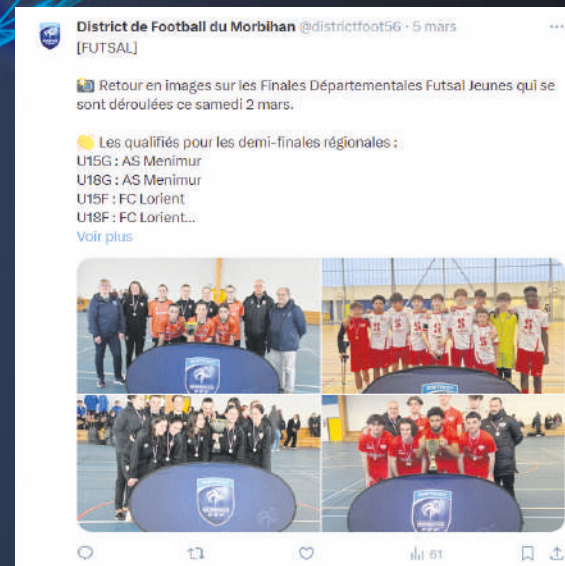 District de Football du Morbihan @districtfoot56 · 5 mars
[FUTSAL]
Retour en images sur les Finales Départementales Futsal Jeunes qui se
sont déroulées ce samedi 2 mars.
Les qualifiés pour les demi-finales régionales :
U15G : AS Menimur
U18G : AS Menimur
U15F : FC Lorient
U18F : FC Lorient...
Voir plus
MORBIHAN
61